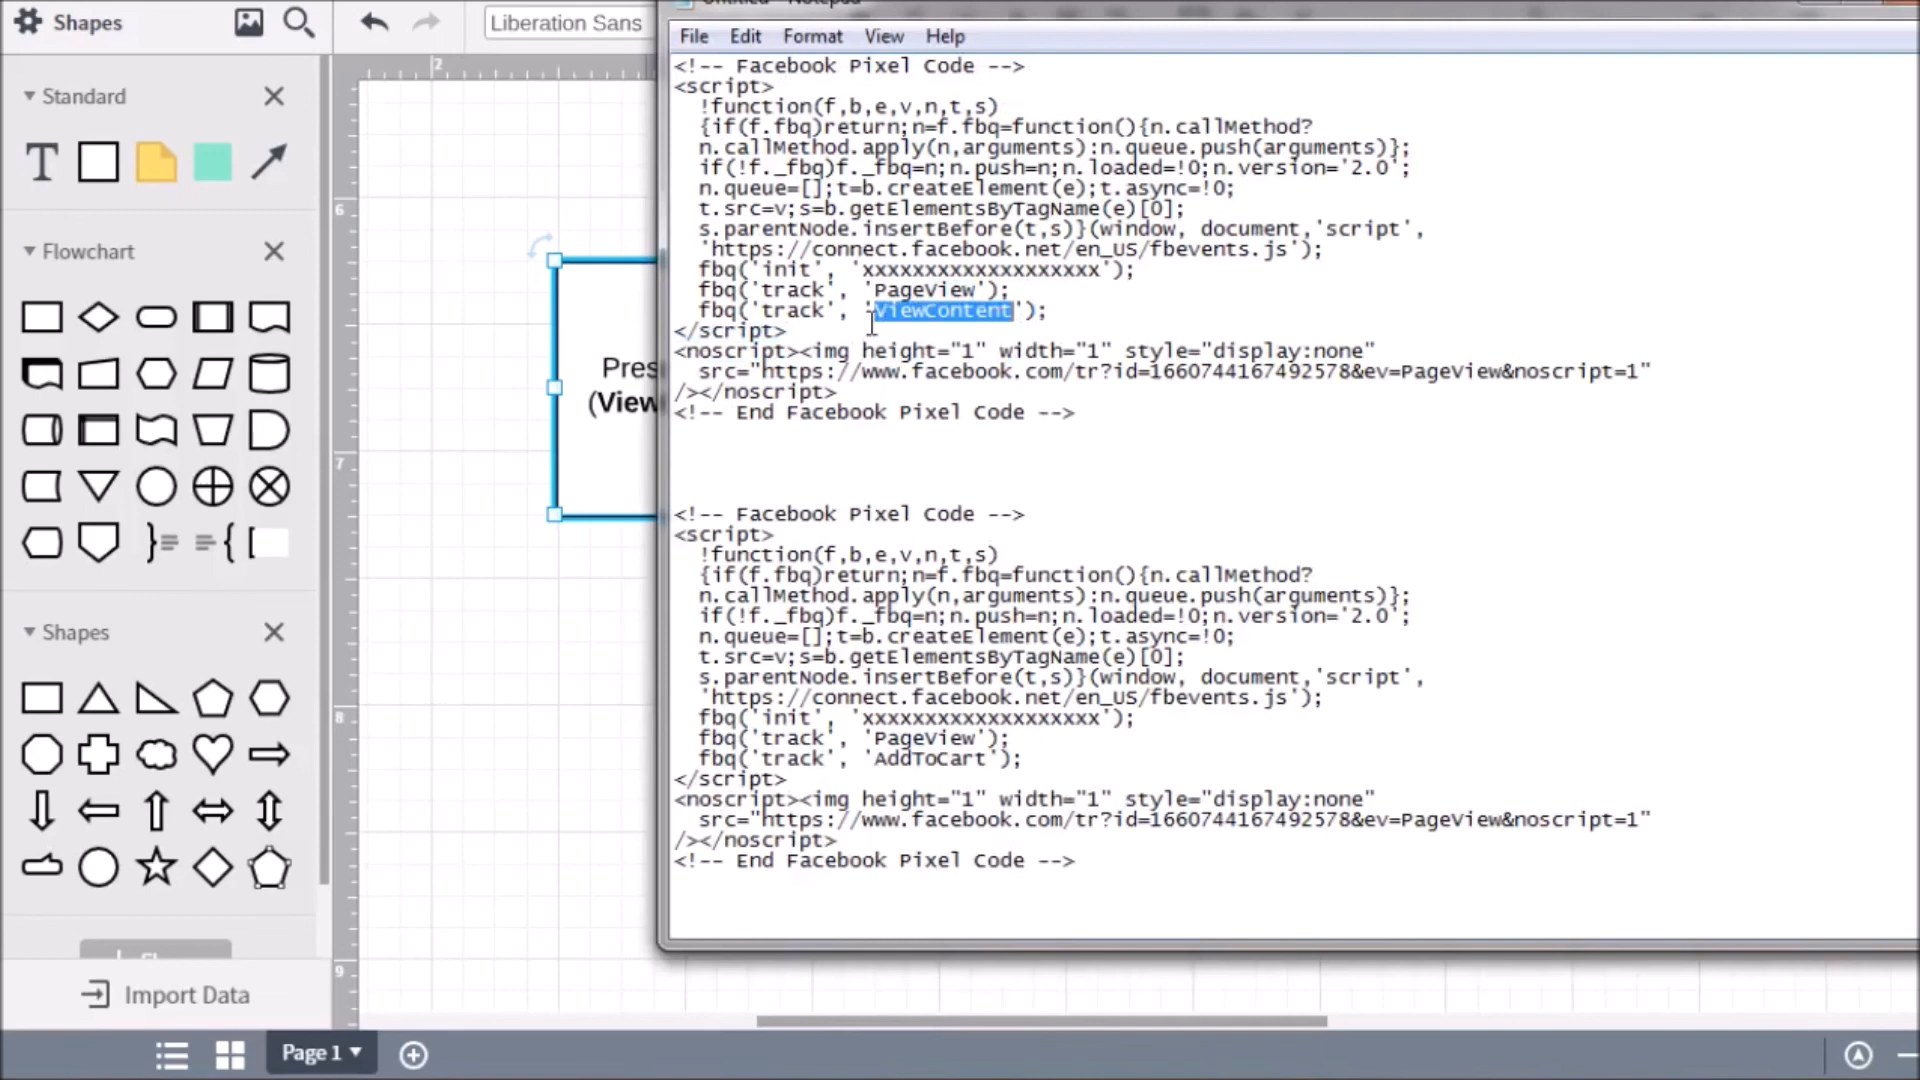 Shapes
Liberation Sans
Standard
T
Flowchart
Shapes
Import Data
Page 1
2
6
7
8
9
Pres
(View
File Edit Format View Help
<!-- Facebook Pixel Code -->
<script>
!function(f,b,e,v,n,t,s)
{if(f.fbq)return;n=f.fbq=function(){n.callMethod?
n.callMethod.apply(n,arguments):n.queue.push(arguments)};
if(!f._fbq)f._fbq=n;n.push=n;n.loaded=!0;n.version='2.0';
n.queue=[];t=b.createElement(e);t.async=!0;
t.src=v;s=b.getElementsByTagName(e)[0];
s.parentNode.insertBefore(t,s)}(window, document,'script',
'https://connect.facebook.net/en_US/fbevents.js');
fbq('init', 'xxxxxxxxxxxxxxxxxxx');
fbq('track', 'PageView');
fbq('track', 'ViewContent');
</script>
<noscript><img height="1" width="1" style="display:none"
src="https://www.facebook.com/tr?id=1660744167492578&ev=PageView&noscript=1"
/></noscript>
<!-- End Facebook Pixel Code -->
<!-- Facebook Pixel Code -->
<script>
!function(f,b,e,v,n,t,s)
{if(f.fbq)return;n=f.fbq=function(){n.callMethod?
n.callMethod.apply(n,arguments):n.queue.push(arguments)};
if(!f._fbq)f._fbq=n;n.push=n;n.loaded=!0;n.version='2.0';
n.queue=[];t=b.createElement(e);t.async=!0;
t.src=v;s=b.getElementsByTagName(e)[0];
s.parentNode.insertBefore(t,s)}(window, document,'script',
'https://connect.facebook.net/en_US/fbevents.js');
fbq('init', 'xxxxxxxxxxxxxxxxxxx');
fbq('track', 'PageView');
fbq('track', 'AddToCart');
</script>
<noscript><img height="1" width="1" style="display:none"
src="https://www.facebook.com/tr?id=1660744167492578&ev=PageView&noscript=1"
/></noscript>
<!-- End Facebook Pixel Code -->